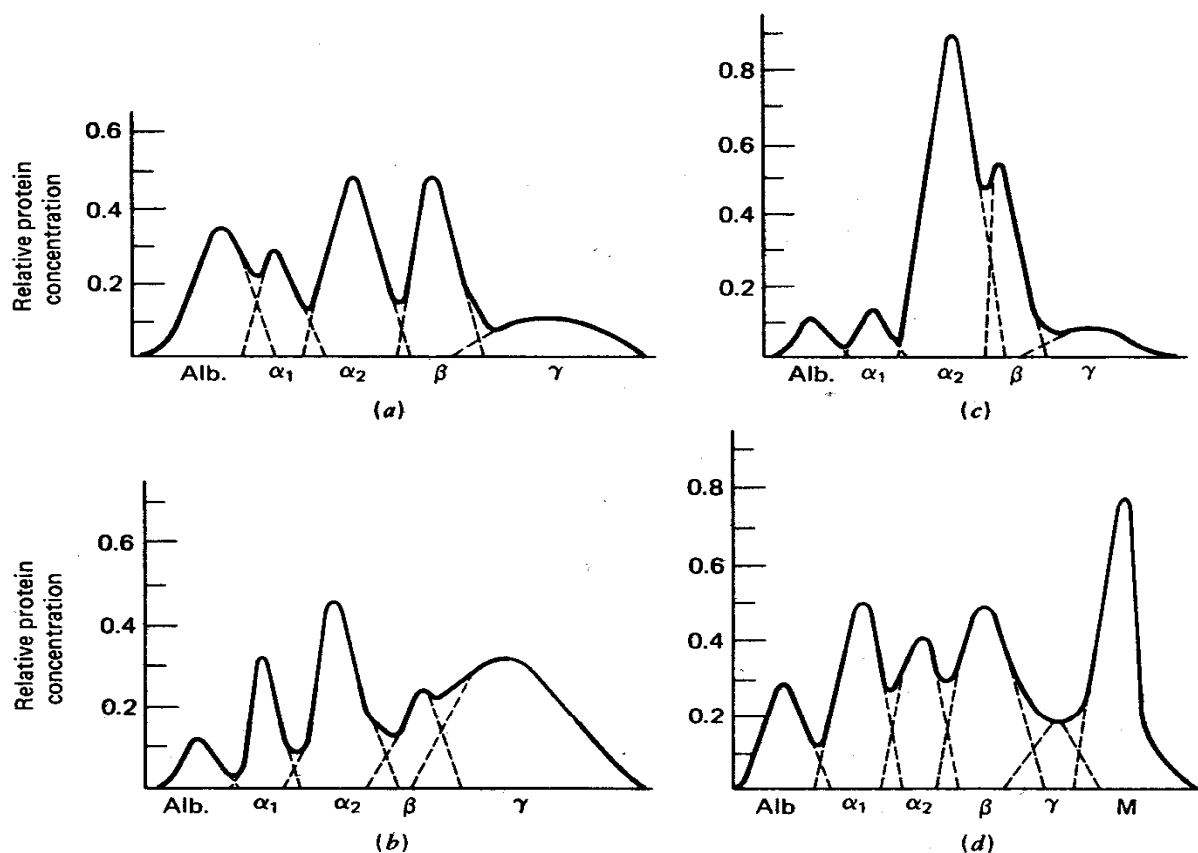 Relative protein
concentration
0.6
0.4
0.2
Alb.
α₁
α₂
β
γ
(a)
0.8
0.6
0.4
0.2
Alb.
α₁
α₂
β
γ
(c)
Relative protein
concentration
0.6
0.4
0.2
Alb.
α₁
α₂
β
γ
(b)
0.8
0.6
0.4
0.2
Alb
α₁
α₂
β
γ
M
(d)